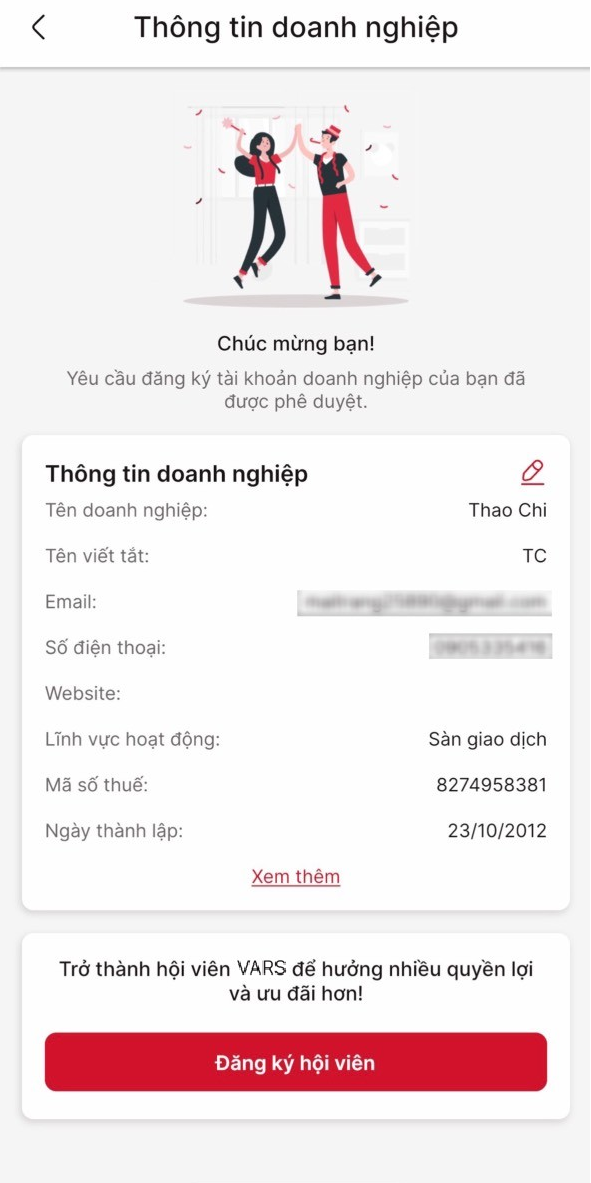 Thông tin doanh nghiệp
Chúc mừng bạn!
Yêu cầu đăng ký tài khoản doanh nghiệp của bạn đã
được phê duyệt.
Thông tin doanh nghiệp
Tên doanh nghiệp: Thao Chi
Tên viết tắt: TC
Email:
Số điện thoại:
Website:
Lĩnh vực hoạt động: Sàn giao dịch
Mã số thuế: 8274958381
Ngày thành lập: 23/10/2012
Xem thêm
Trở thành hội viên VARS để hưởng nhiều quyền lợi
và ưu đãi hơn!
Đăng ký hội viên